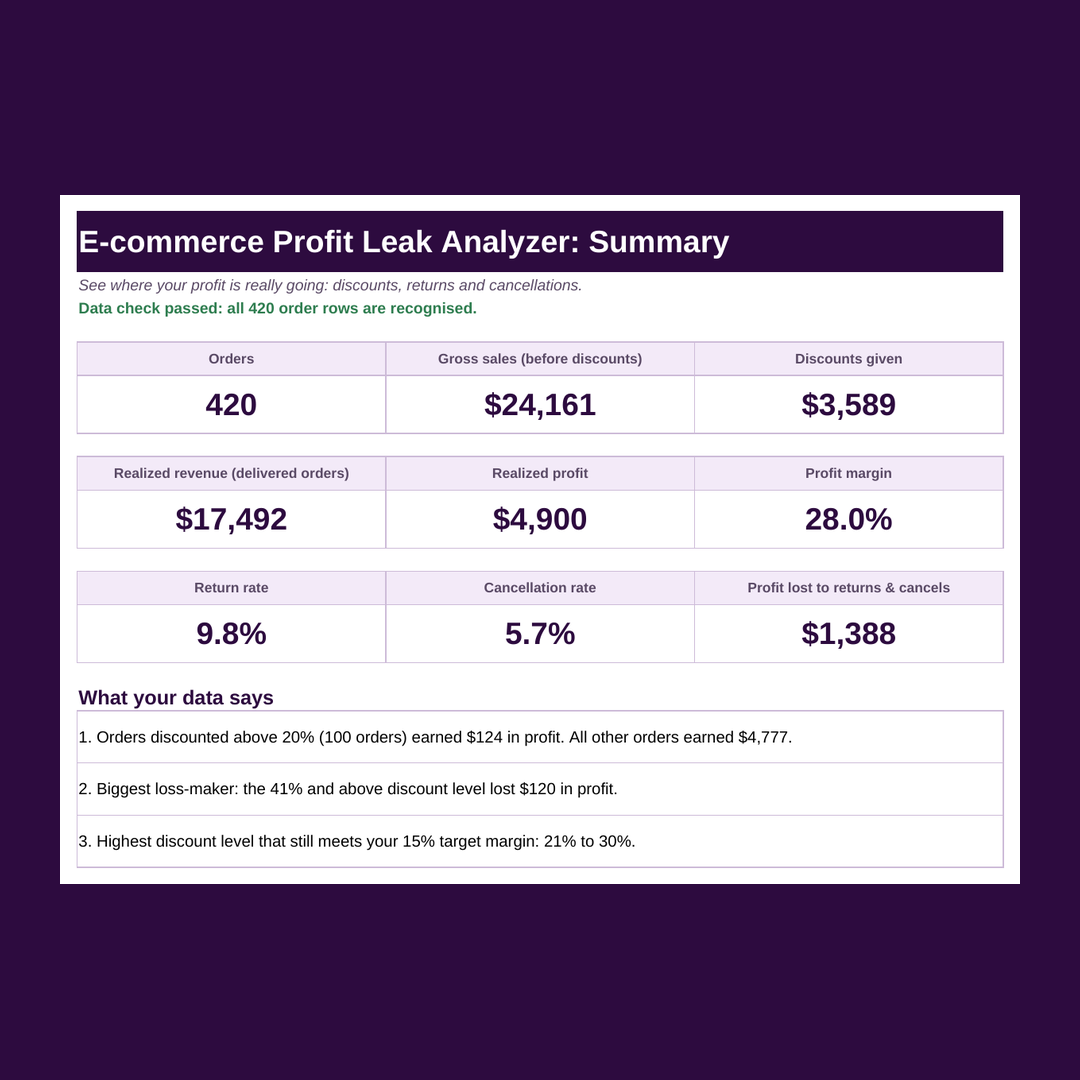 E-commerce Profit Leak Analyzer: Summary
See where your profit is really going: discounts, returns and cancellations.
Data check passed: all 420 order rows are recognised.
Orders
Gross sales (before discounts)
Discounts given
420
$24,161
$3,589
Realized revenue (delivered orders)
Realized profit
Profit margin
$17,492
$4,900
28.0%
Return rate
Cancellation rate
Profit lost to returns & cancels
9.8%
5.7%
$1,388
What your data says
1. Orders discounted above 20% (100 orders) earned $124 in profit. All other orders earned $4,777.
2. Biggest loss-maker: the 41% and above discount level lost $120 in profit.
3. Highest discount level that still meets your 15% target margin: 21% to 30%.